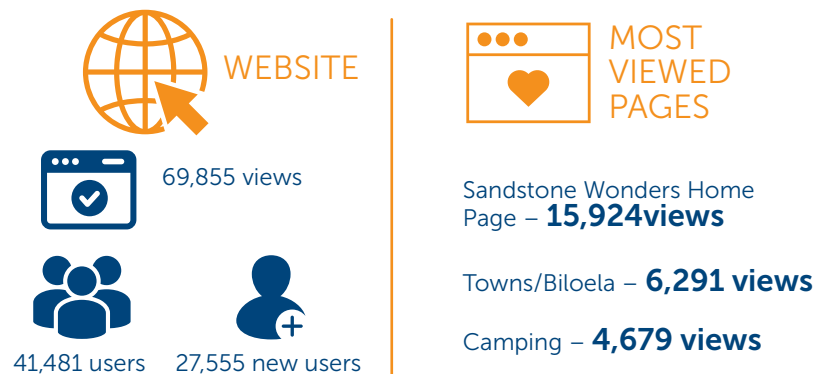 WEBSITE
69,855 views
41,481 users
27,555 new users
MOST
VIEWED
PAGES
Sandstone Wonders Home
Page – 15,924views
Towns/Biloela – 6,291 views
Camping – 4,679 views